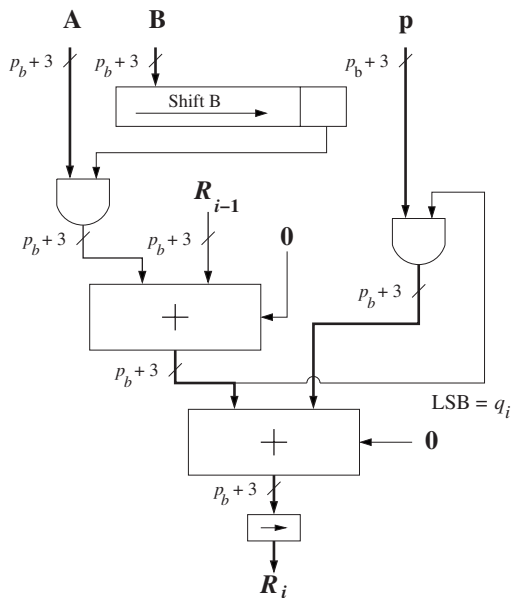 A B p
p_b + 3 p_b + 3 p_b + 3
Shift B
R_{i−1}
p_b + 3 p_b + 3 0 p_b + 3
+
p_b + 3
LSB = q_i
+ 0
p_b + 3
R_i